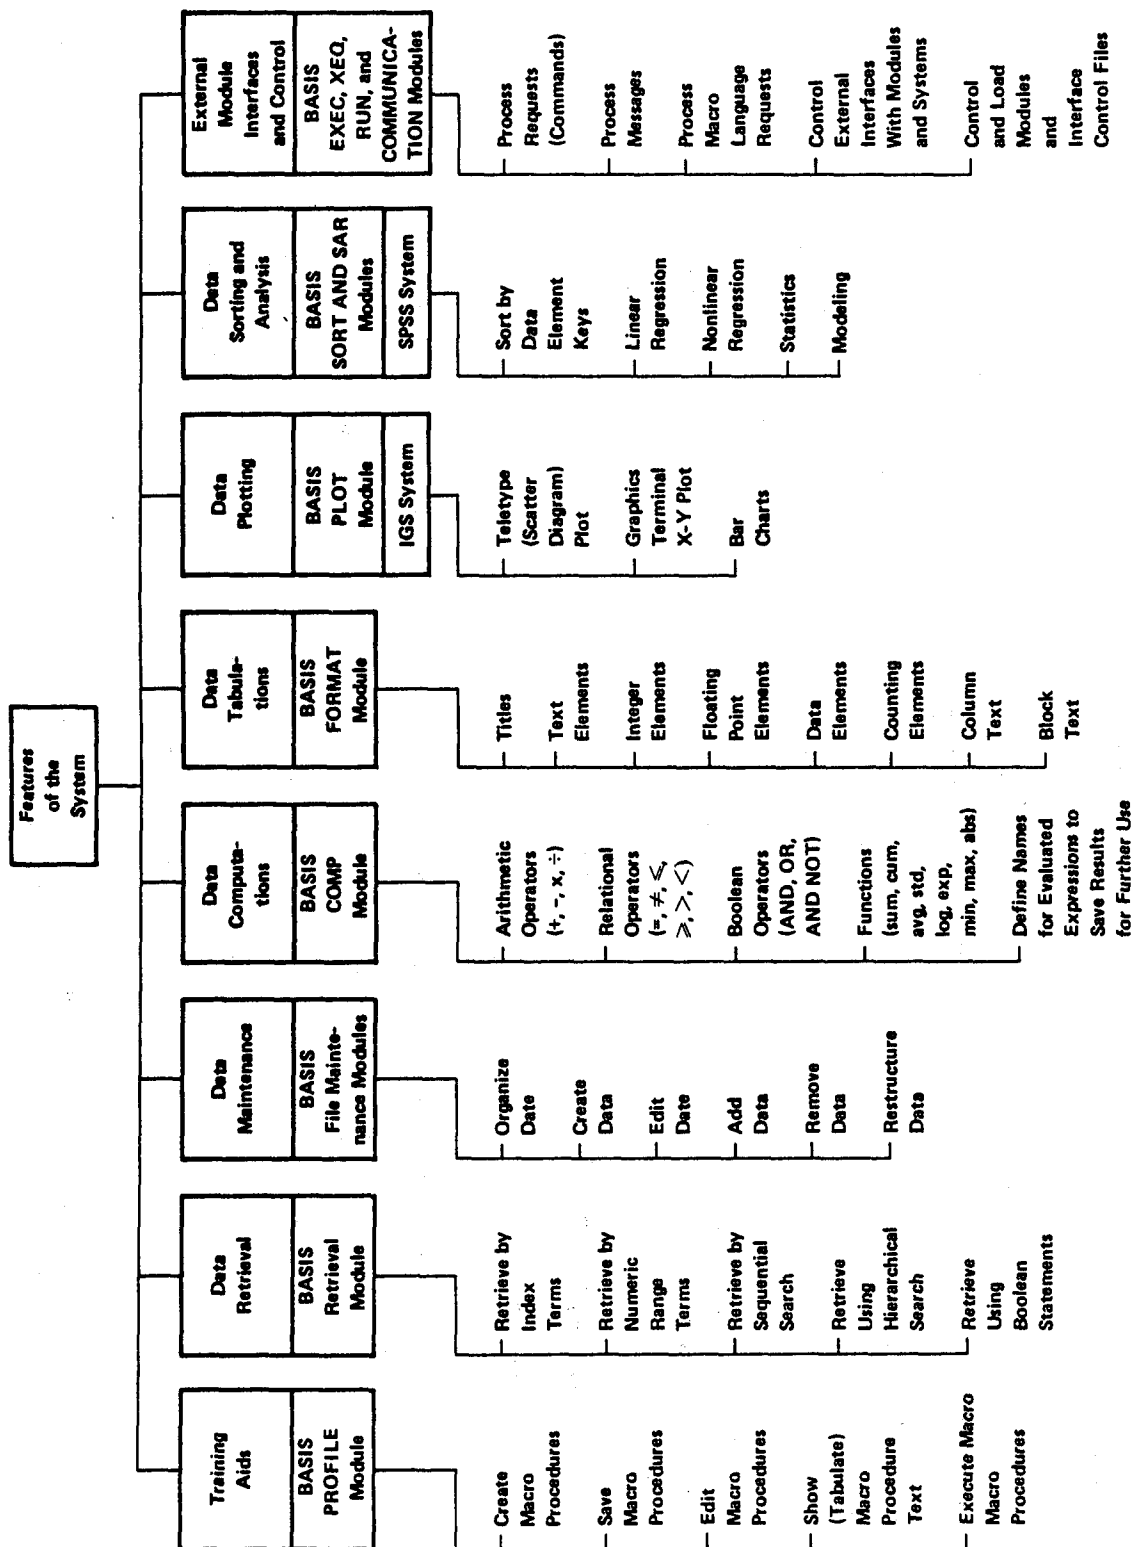 Features
of the
System
Training
Aids
BASIS
PROFILE
Module
Create
Macro
Procedures
Save
Macro
Procedures
Edit
Macro
Procedures
Show
(Tabulate)
Macro
Procedure
Text
Execute Macro
Macro
Procedures
Data
Retrieval
BASIS
Retrieval
Module
Retrieve by
Index
Terms
Retrieve by
Numeric
Range
Terms
Retrieve by
Sequential
Search
Retrieve
Using
Hierarchical
Search
Retrieve
Using
Boolean
Statements
Data
Maintenance
BASIS
File Mainte-
nance Modules
Organize
Date
Create
Data
Edit
Date
Add
Data
Remove
Data
Restructure
Data
Data
Computa-
tions
BASIS
COMP
Module
Arithmetic
Operators
(+, -, x, ÷)
Relational
Operators
(=, ≠, ⩽,
⩾, >, <)
Boolean
Operators
(AND, OR,
AND NOT)
Functions
(sum, cum,
avg, std,
log, exp,
min, max, abs)
Define Names
for Evaluated
Expressions to
Save Results
for Further Use
Data
Tabula-
tions
BASIS
FORMAT
Module
Titles
Text
Elements
Integer
Elements
Floating
Point
Elements
Data
Elements
Counting
Elements
Column
Text
Block
Text
Data
Plotting
BASIS
PLOT
Module
IGS System
Teletype
(Scatter
Diagram)
Plot
Graphics
Terminal
X-Y Plot
Bar
Charts
Data
Sorting and
Analysis
BASIS
SORT AND SAR
Modules
SPSS System
Sort by
Data
Element
Keys
Linear
Regression
Nonlinear
Regression
Statistics
Modeling
External
Module
Interfaces
and Control
BASIS
EXEC, XEQ,
RUN, and
COMMUNICA-
TION Modules
Process
Requests
(Commands)
Process
Messages
Process
Macro
Language
Requests
Control
External
Interfaces
With Modules
and Systems
Control
and Load
Modules
and
Interface
Control Files